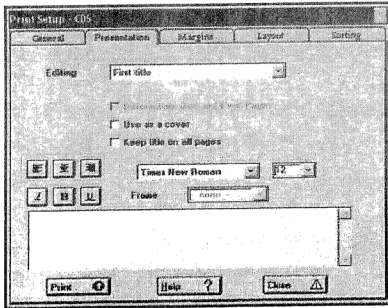 Print Setup - CDS
General Presentation Margins Layout Sorting
Editing First title
Use as a cover
Keep title on all pages
Times New Roman 12
I B U Frame none
Print Help ? Close